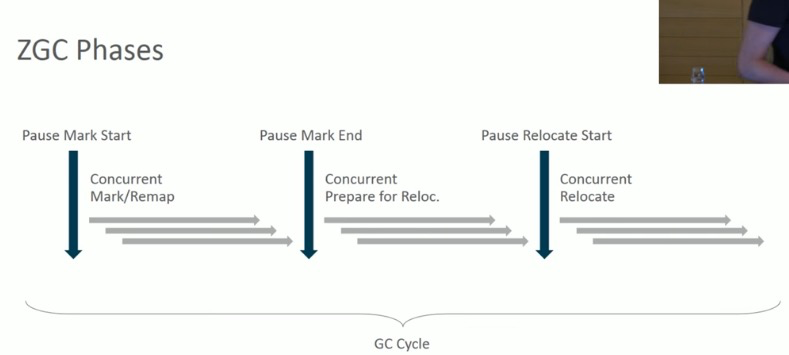 ZGC Phases
Pause Mark Start
Pause Mark End
Pause Relocate Start
Concurrent
Mark/Remap
Concurrent
Prepare for Reloc.
Concurrent
Relocate
GC Cycle